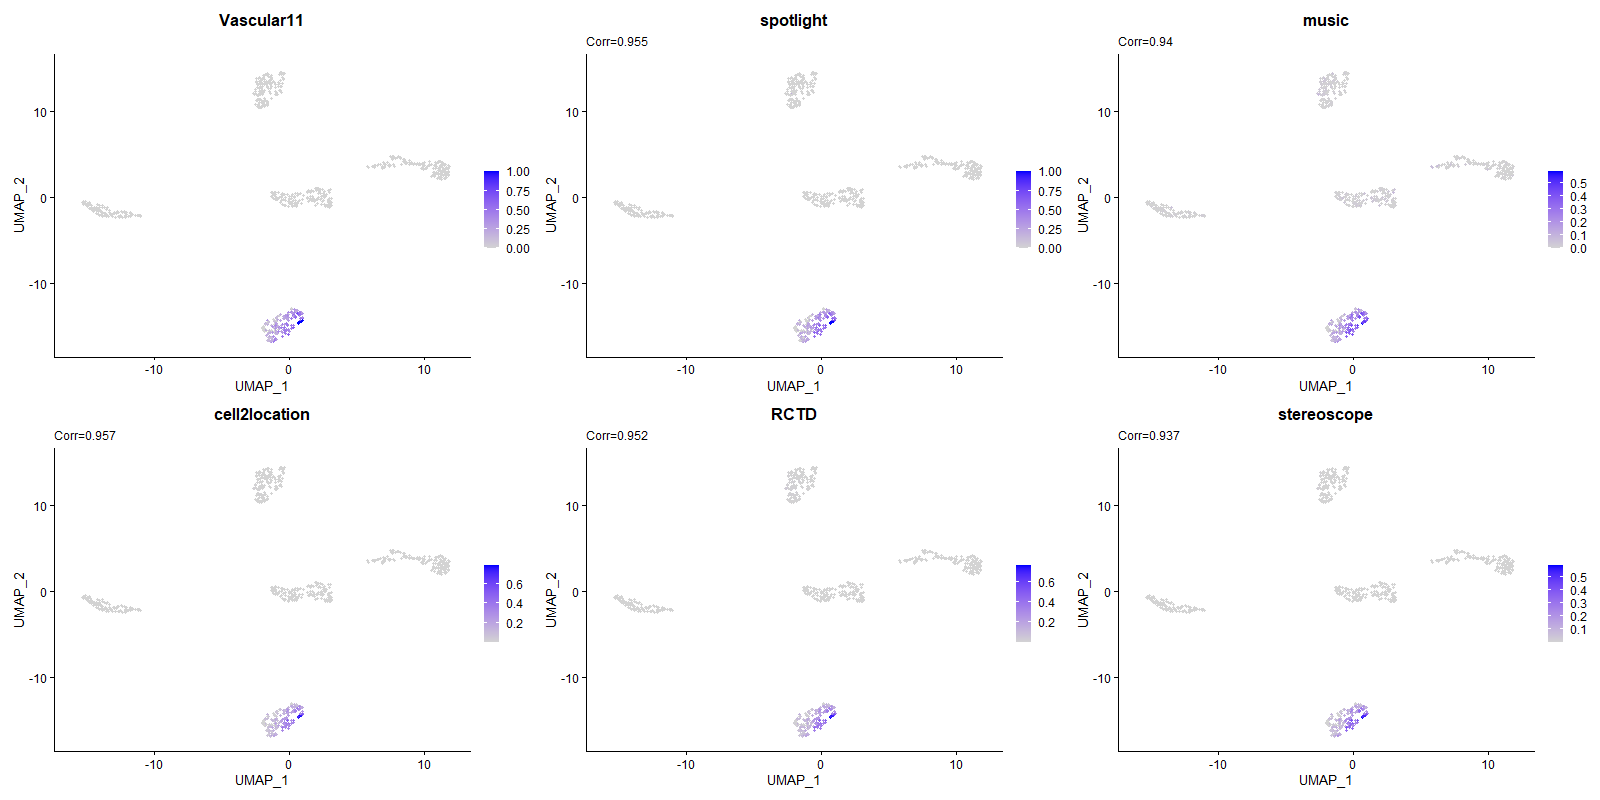 Vascular11
UMAP_2
10
0
-10
-10
0
10
UMAP_1
1.00
0.75
0.50
0.25
0.00
spotlight
Corr=0.955
UMAP_2
10
0
-10
-10
0
10
UMAP_1
1.00
0.75
0.50
0.25
0.00
music
Corr=0.94
UMAP_2
10
0
-10
-10
0
10
UMAP_1
0.5
0.4
0.3
0.2
0.1
0.0
cell2location
Corr=0.957
UMAP_2
10
0
-10
-10
0
10
UMAP_1
0.6
0.4
0.2
RCTD
Corr=0.952
UMAP_2
10
0
-10
-10
0
10
UMAP_1
0.6
0.4
0.2
stereoscope
Corr=0.937
UMAP_2
10
0
-10
-10
0
10
UMAP_1
0.5
0.4
0.3
0.2
0.1